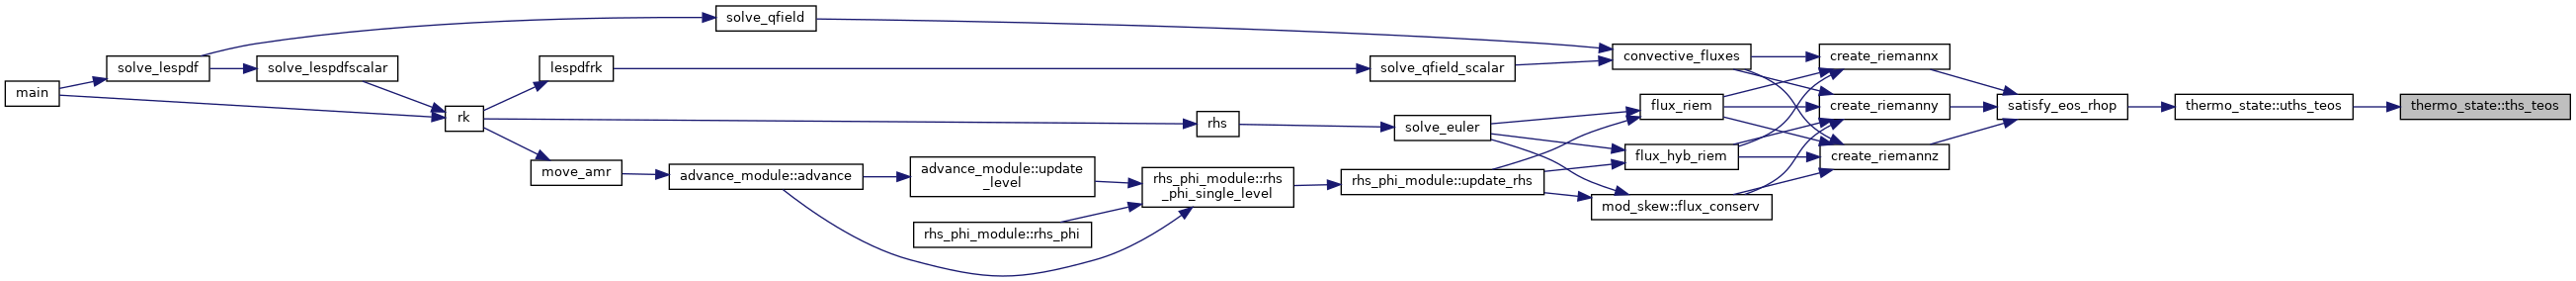 solve_qfield
convective_fluxes
create_riemannx
solve_lespdf
solve_lespdfscalar
lespdfrk
solve_qfield_scalar
main
flux_riem
create_riemanny
satisfy_eos_rhop
thermo_state::uths_teos
thermo_state::ths_teos
rk
rhs
solve_euler
flux_hyb_riem
create_riemannz
move_amr
advance_module::advance
advance_module::update
_level
rhs_phi_module::rhs
_phi_single_level
rhs_phi_module::update_rhs
mod_skew::flux_conserv
rhs_phi_module::rhs_phi